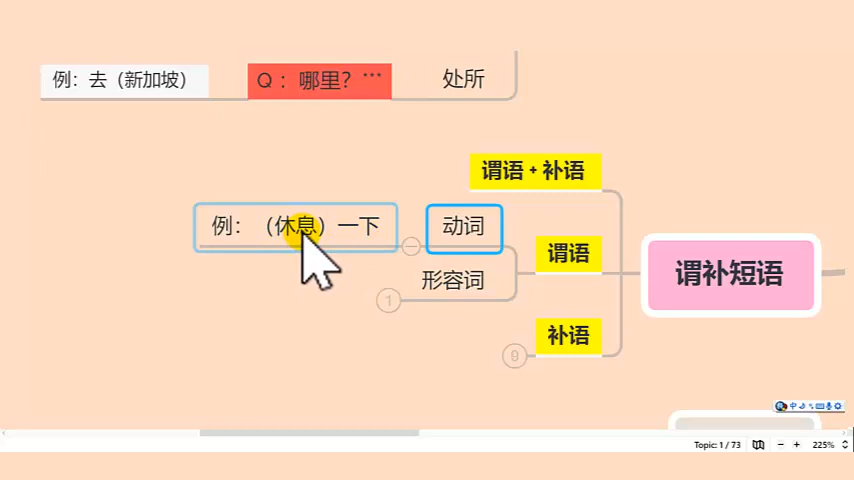 例：去（新加坡）
Q ：哪里？…
处所
谓语 + 补语
例：（休息）一下
动词
谓语
谓补短语
形容词
1
补语
9
中
Topic: 1 / 73
225%